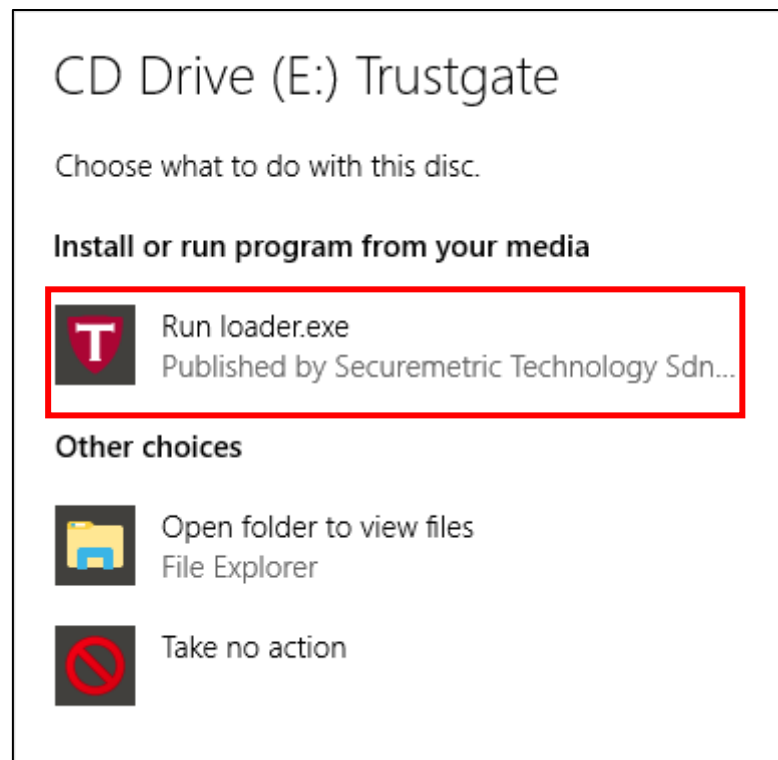 CD Drive (E:) Trustgate
Choose what to do with this disc.
Install or run program from your media
T
Run loader.exe
Published by Securemetric Technology Sdn...
Other choices
Open folder to view files
File Explorer
Take no action